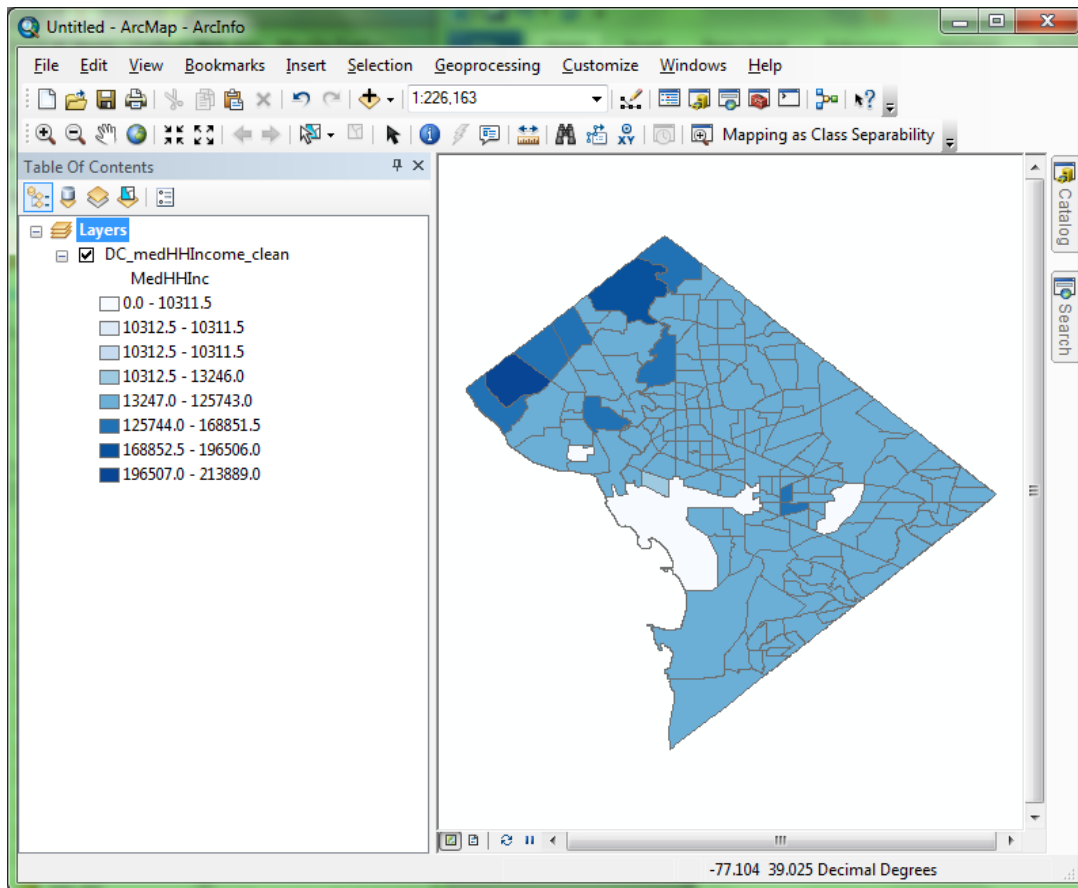 Untitled - ArcMap - ArcInfo
File Edit View Bookmarks Insert Selection Geoprocessing Customize Windows Help
1:226,163
Mapping as Class Separability
Table Of Contents
Layers
DC_medHHIncome_clean
MedHHInc
0.0 - 10311.5
10312.5 - 10311.5
10312.5 - 10311.5
10312.5 - 13246.0
13247.0 - 125743.0
125744.0 - 168851.5
168852.5 - 196506.0
196507.0 - 213889.0
Catalog
Search
-77.104 39.025 Decimal Degrees